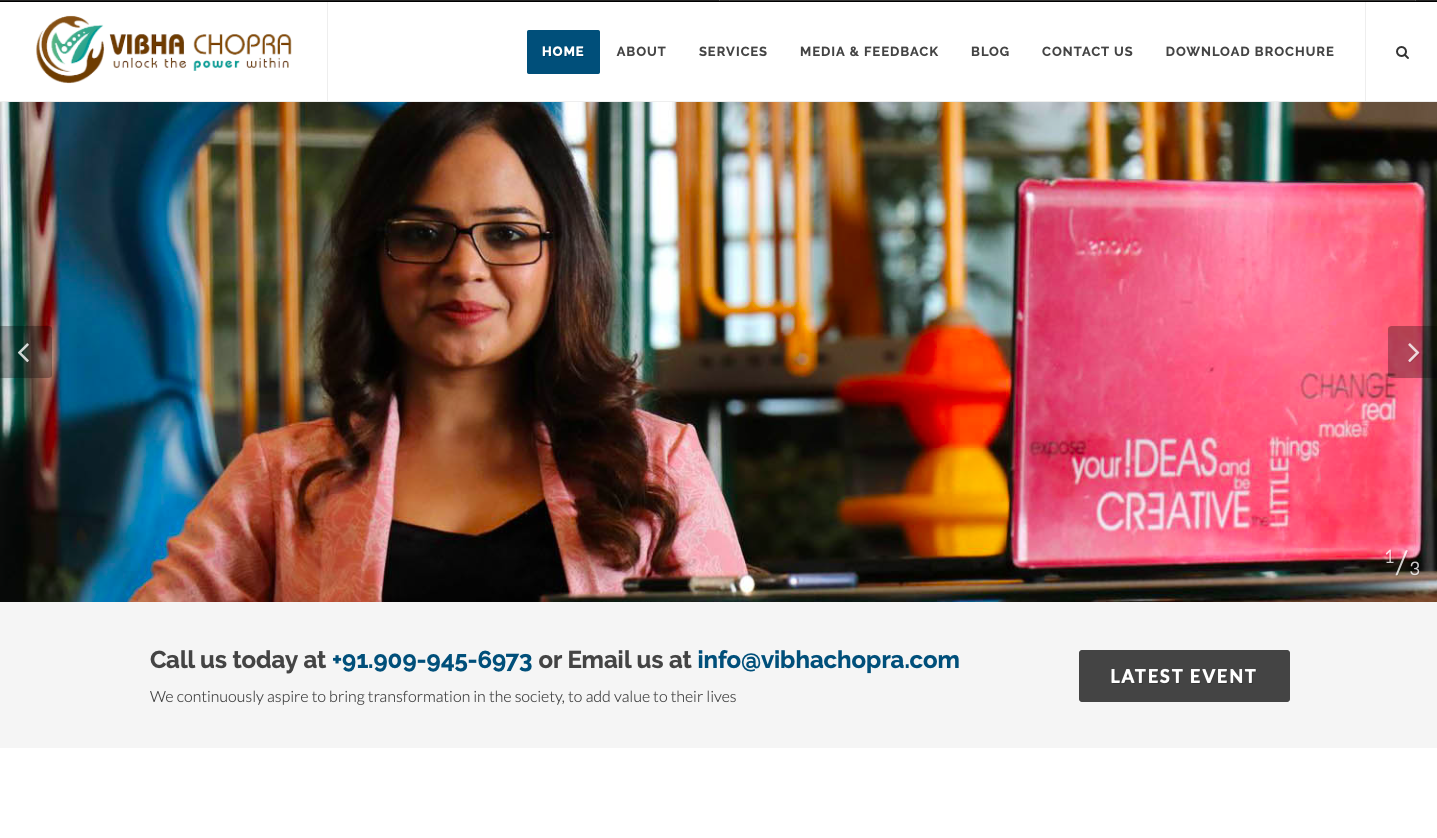 VIBHA CHOPRA
unlock the power within
HOME
ABOUT
SERVICES
MEDIA & FEEDBACK
BLOG
CONTACT US
DOWNLOAD BROCHURE
Lenovo
CHANGE
real
make
things
expose
your!DEAS and
be
CREATIVE
the
LITTLE
1/3
Call us today at +91.909-945-6973 or Email us at info@vibhachopra.com
We continuously aspire to bring transformation in the society, to add value to their lives
LATEST EVENT